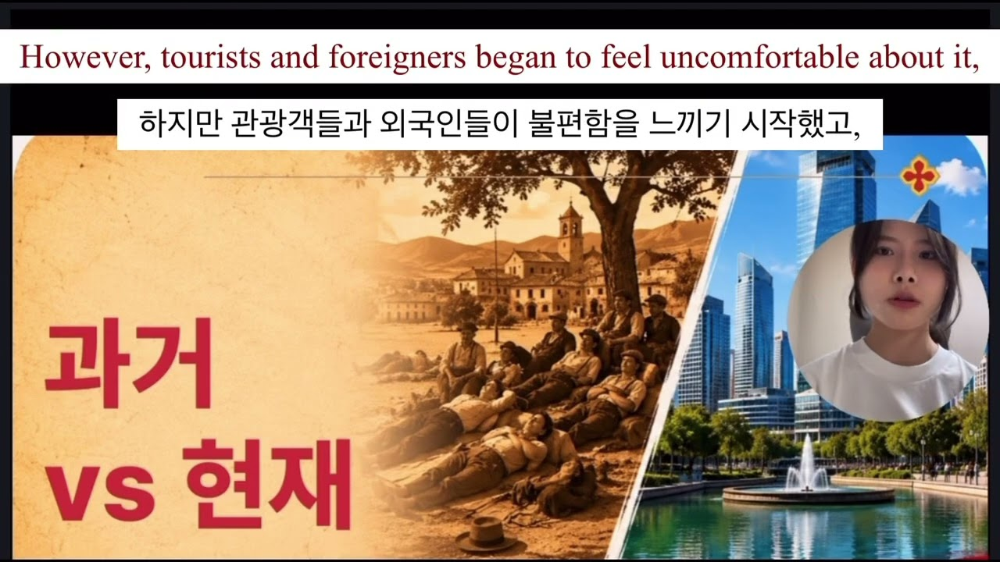 However, tourists and foreigners began to feel uncomfortable about it,
하지만 관광객들과 외국인들이 불편함을 느끼기 시작했고,
과거
vs 현재